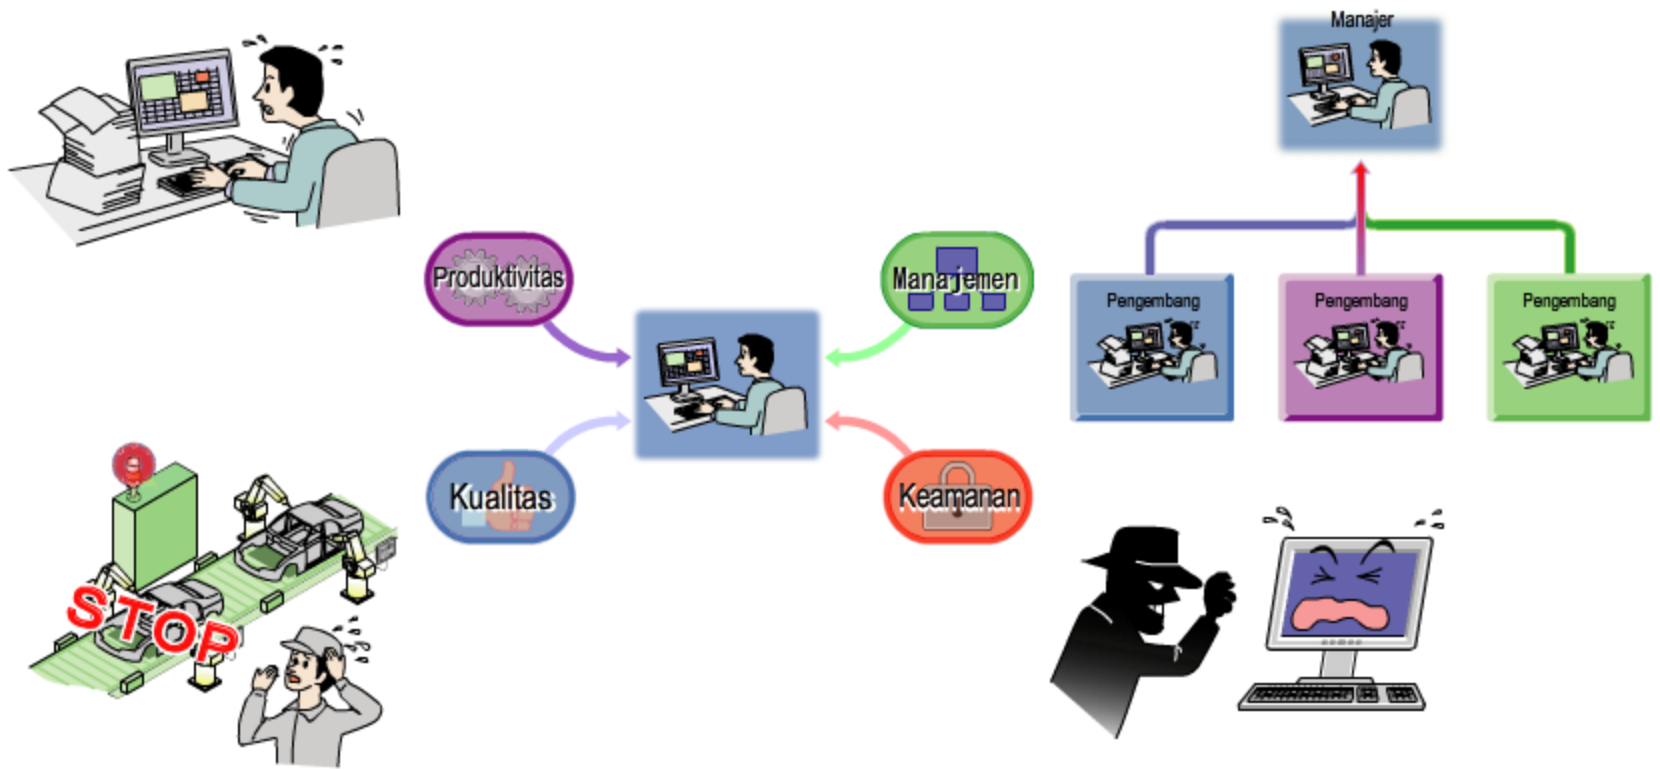 Manajer
Produktivitas
Manajemen
Pengembang
Pengembang
Pengembang
Kualitas
Keamanan
STOP